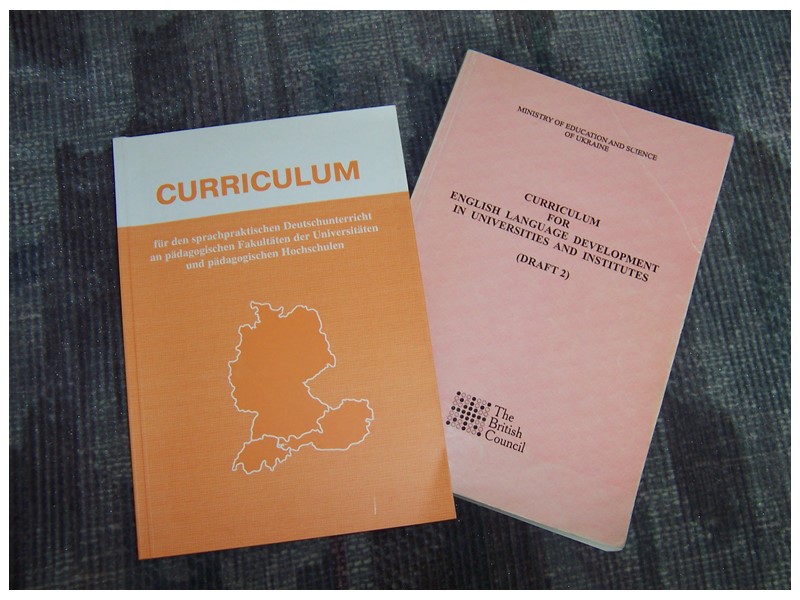 CURRICULUM
für den sprachpraktischen Deutschunterricht
an pädagogischen Fakultäten der Universitäten
und pädagogischen Hochschulen
MINISTRY OF EDUCATION AND SCIENCE
OF UKRAINE
CURRICULUM
FOR
ENGLISH LANGUAGE DEVELOPMENT
IN UNIVERSITIES AND INSTITUTES
(DRAFT 2)
The
British
Council